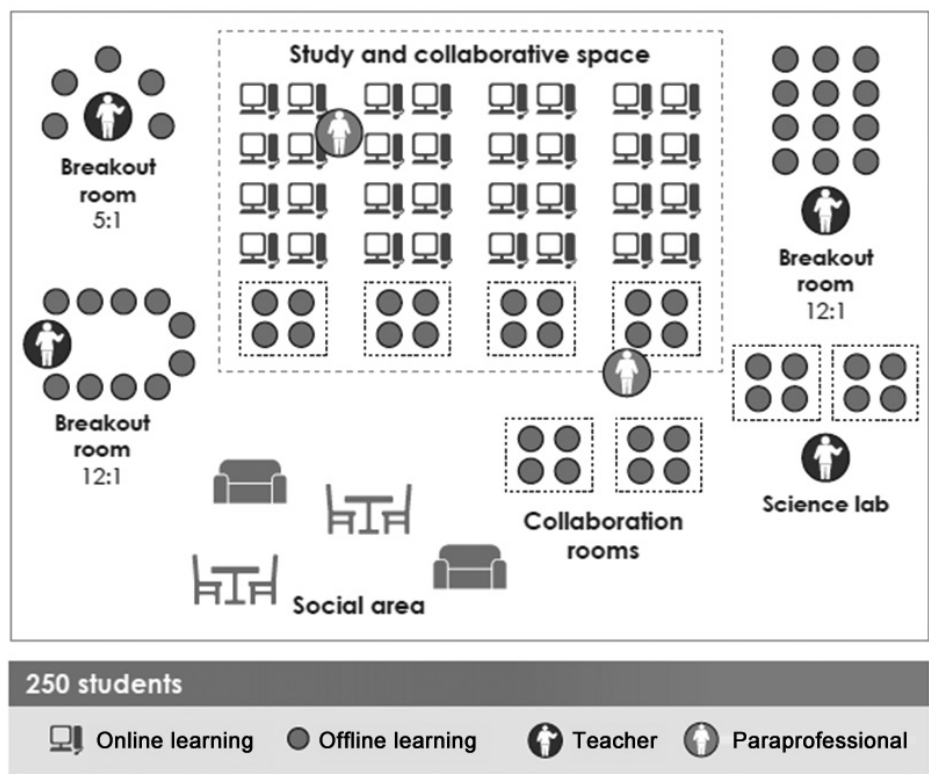 Study and collaborative space
Breakout
room
5:1
Breakout
room
12:1
Breakout
room
12:1
Science lab
Collaboration
rooms
Social area
250 students
Online learning
Offline learning
Teacher
Paraprofessional